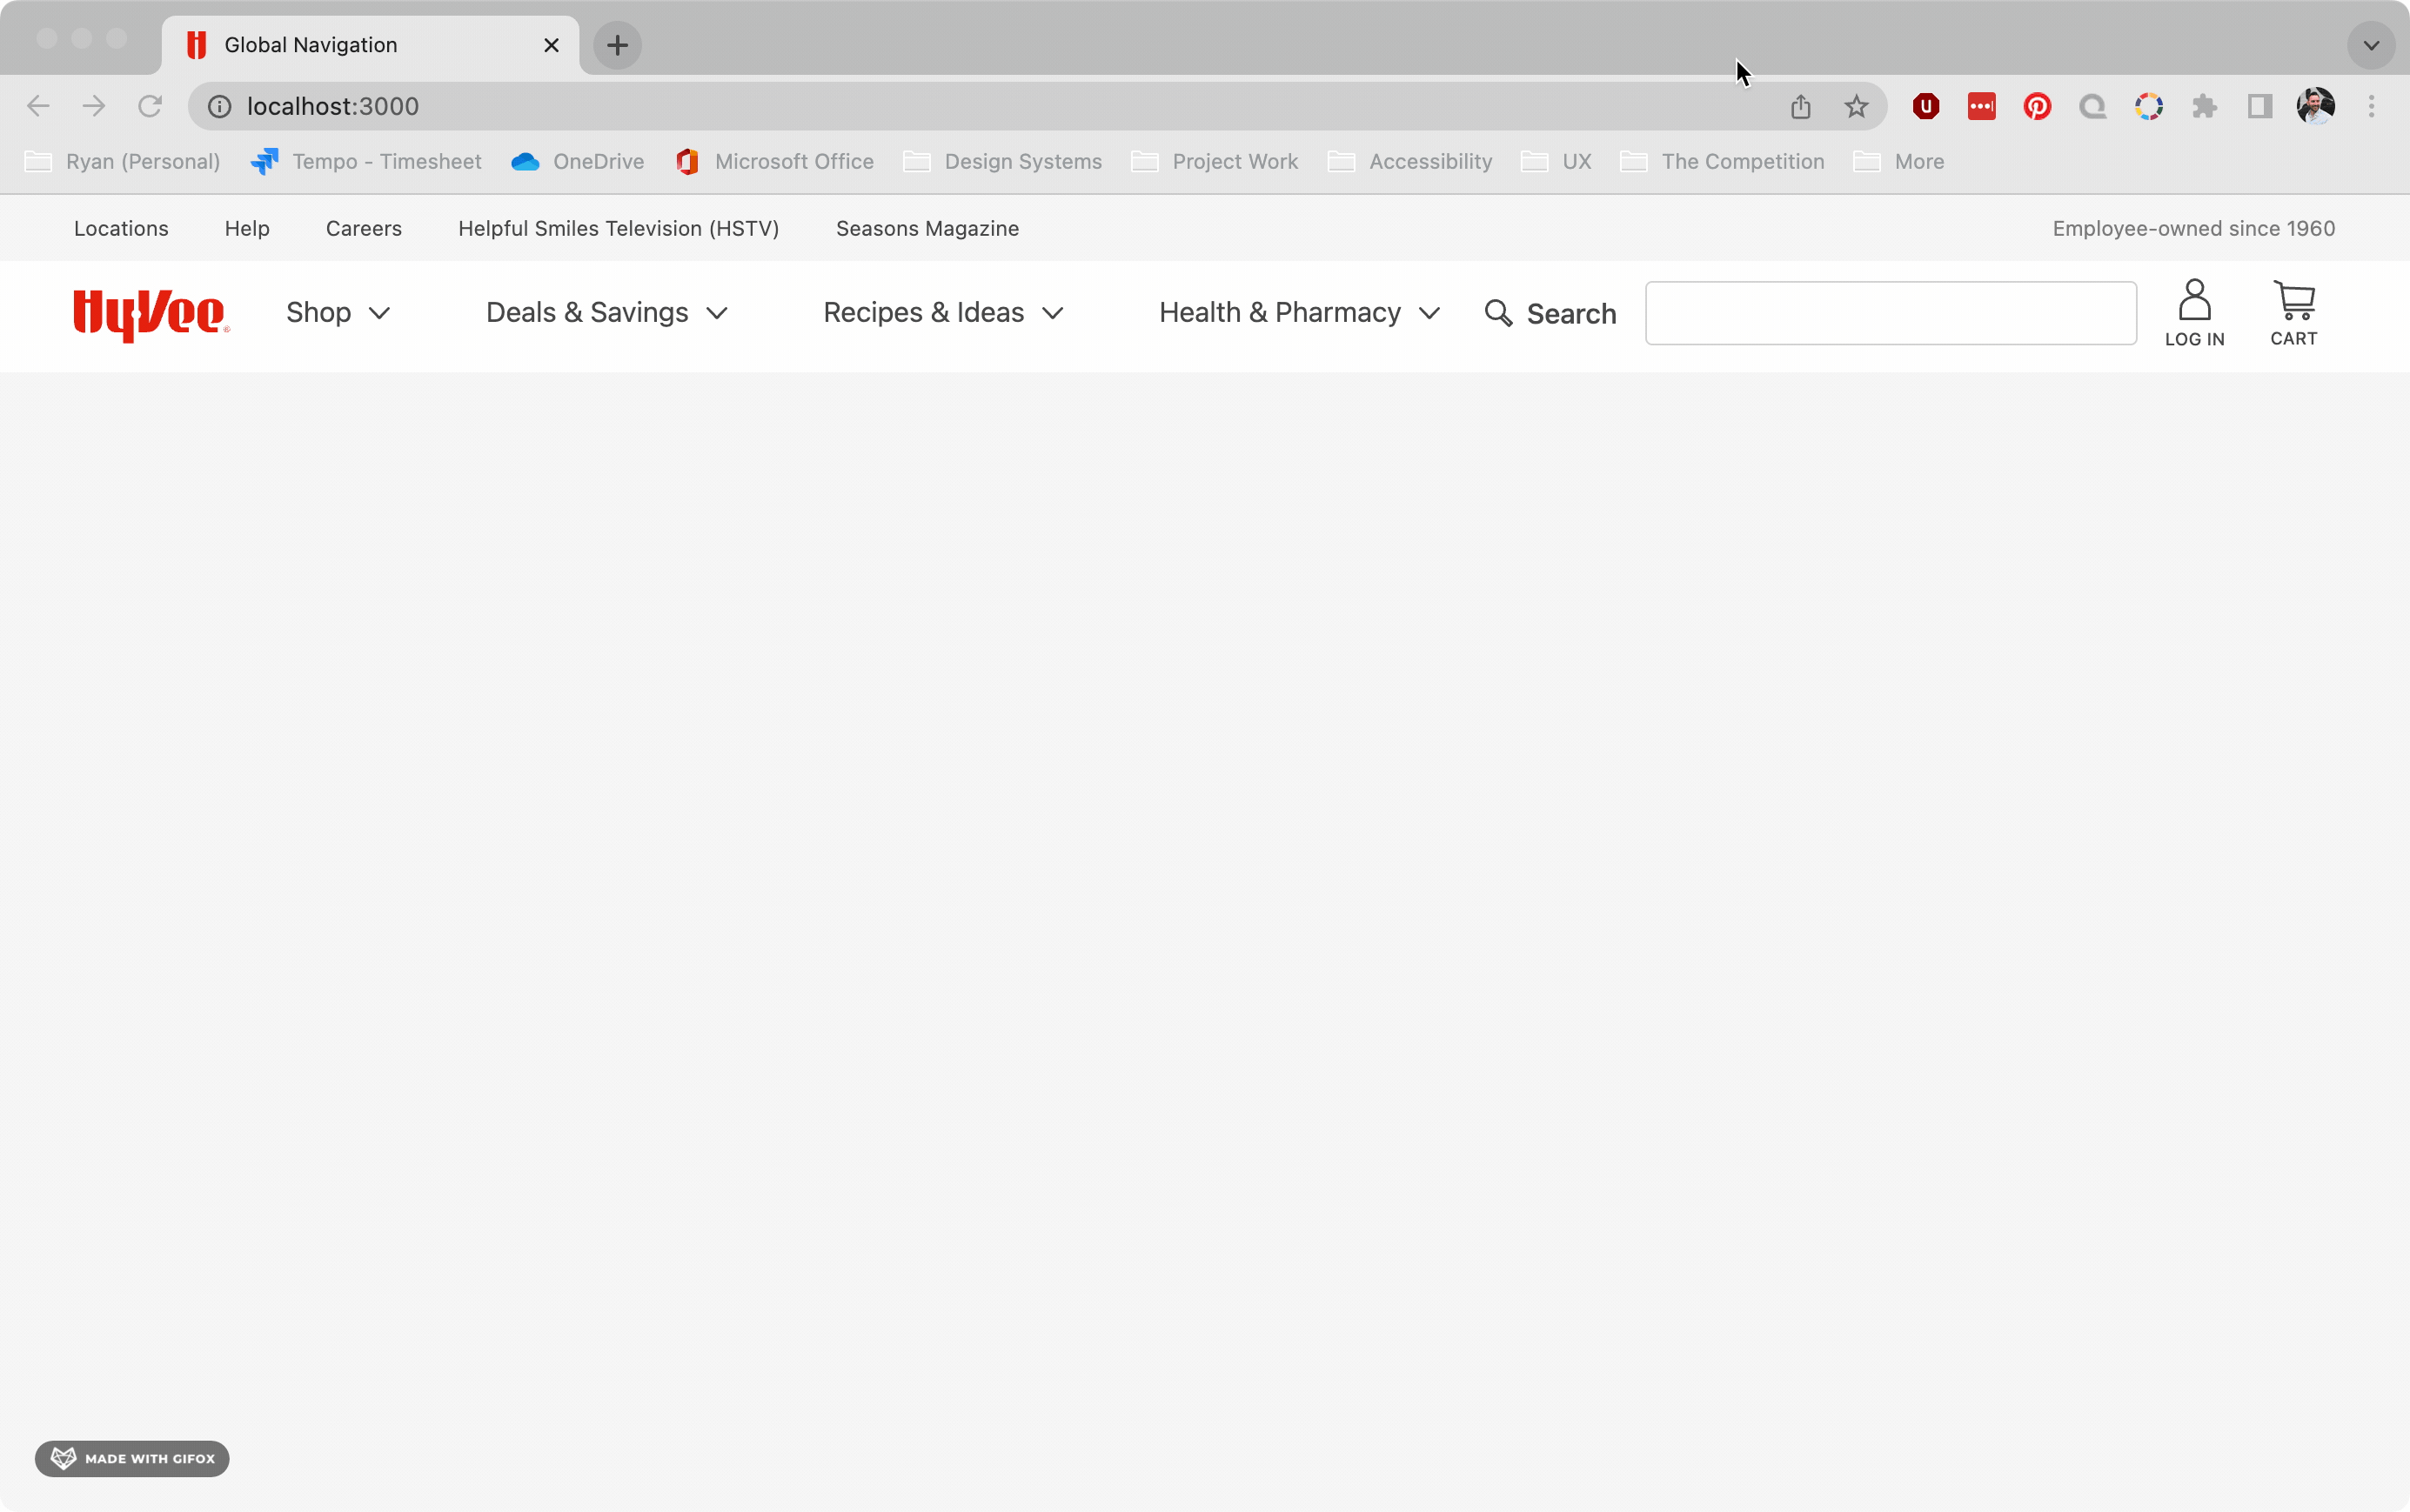 Global Navigation
localhost:3000
Ryan (Personal) Tempo - Timesheet OneDrive Microsoft Office Design Systems Project Work Accessibility UX The Competition More
Locations Help Careers Helpful Smiles Television (HSTV) Seasons Magazine Employee-owned since 1960
HyVee Shop Deals & Savings Recipes & Ideas Health & Pharmacy Search LOG IN CART
MADE WITH GIFOX